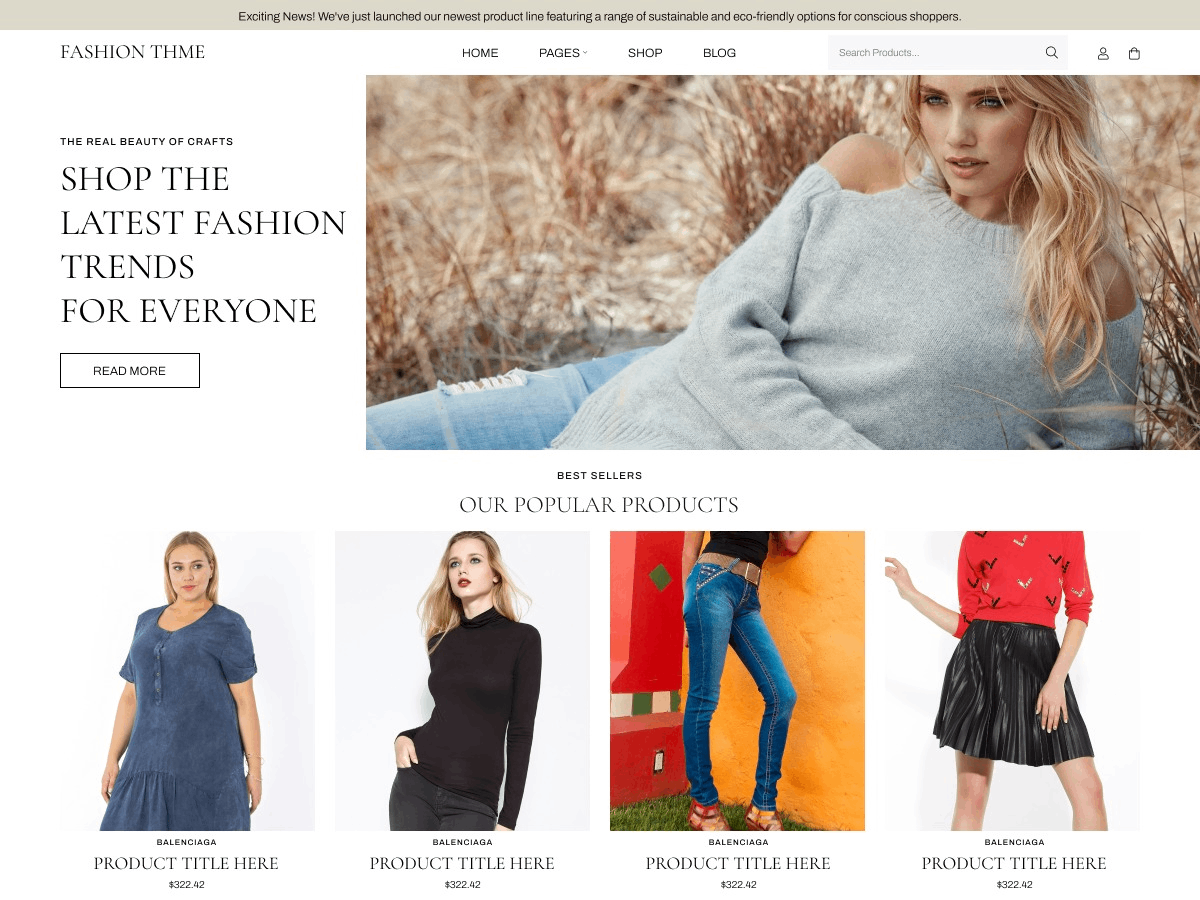 Exciting News! We've just launched our newest product line featuring a range of sustainable and eco-friendly options for conscious shoppers.
FASHION THME
HOME
PAGES
SHOP
BLOG
Search Products...
THE REAL BEAUTY OF CRAFTS
SHOP THE
LATEST FASHION
TRENDS
FOR EVERYONE
READ MORE
BEST SELLERS
OUR POPULAR PRODUCTS
BALENCIAGA
PRODUCT TITLE HERE
$322.42
BALENCIAGA
PRODUCT TITLE HERE
$322.42
BALENCIAGA
PRODUCT TITLE HERE
$322.42
BALENCIAGA
PRODUCT TITLE HERE
$322.42